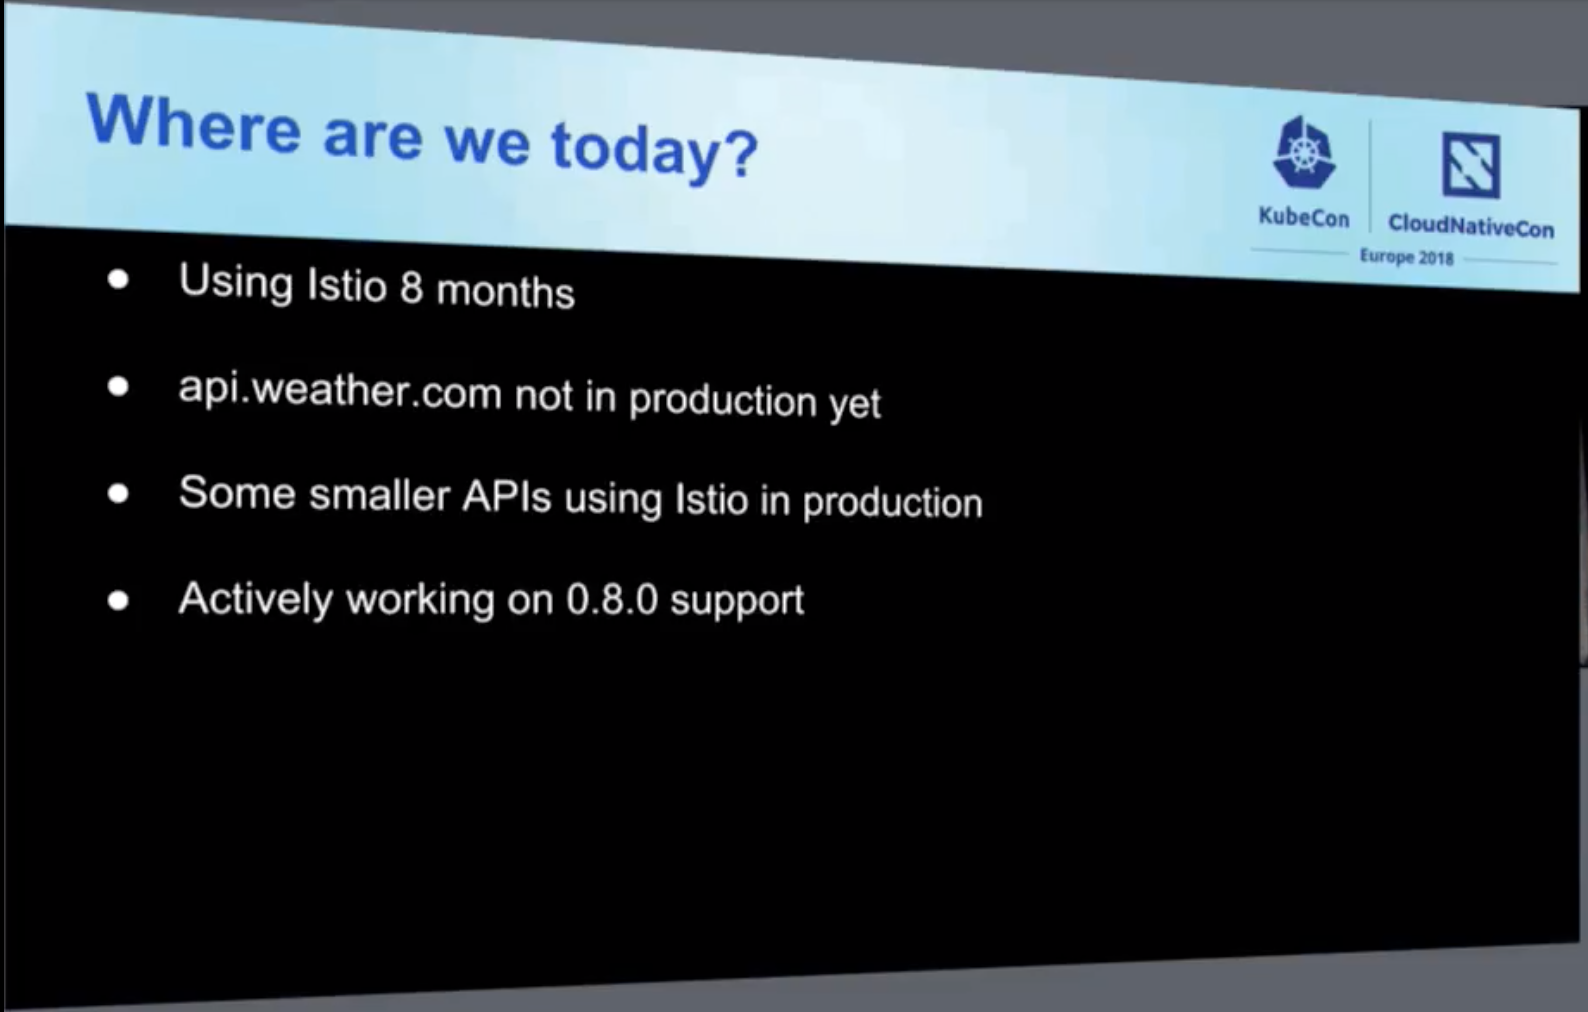 Where are we today?
KubeCon
CloudNativeCon
Europe 2018
Using Istio 8 months
api.weather.com not in production yet
Some smaller APIs using Istio in production
Actively working on 0.8.0 support